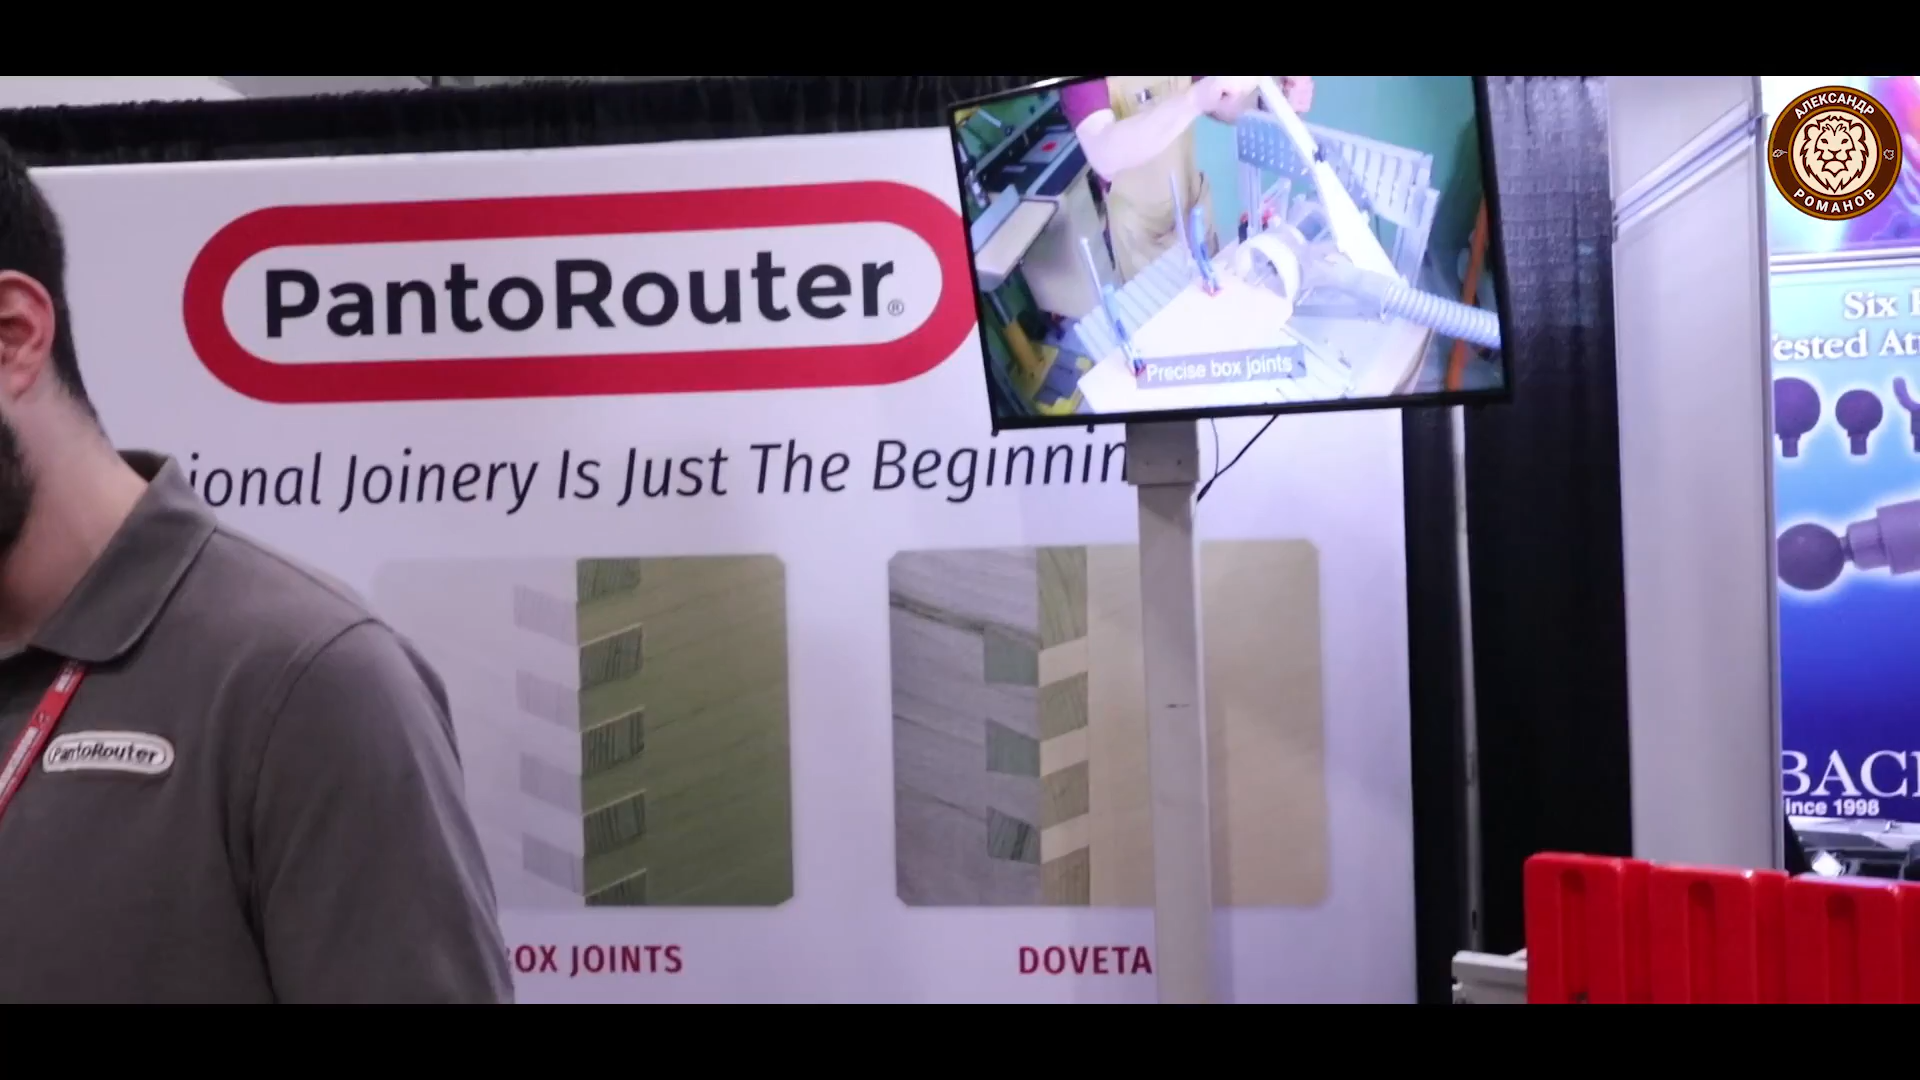 PantoRouter®
ional Joinery Is Just The Beginnin
Precise box joints
OX JOINTS
DOVETA
PantoRouter
АЛЕКСАНДР
РОМАНОВ
Six
ested At
BAC
ince 1998